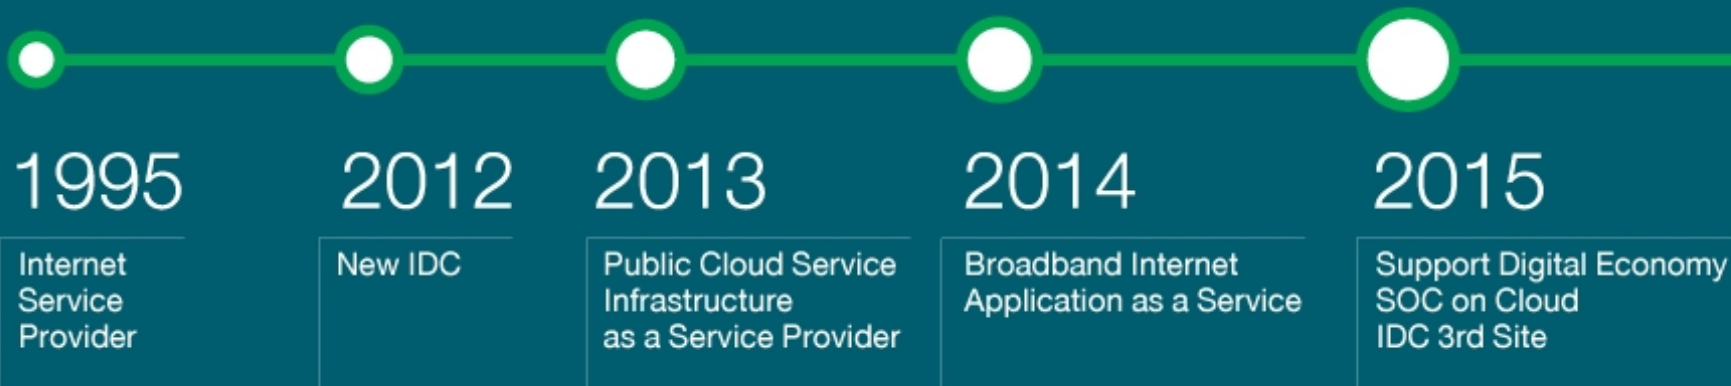 1995
Internet
Service
Provider
2012
New IDC
2013
Public Cloud Service
Infrastructure
as a Service Provider
2014
Broadband Internet
Application as a Service
2015
Support Digital Economy
SOC on Cloud
IDC 3rd Site